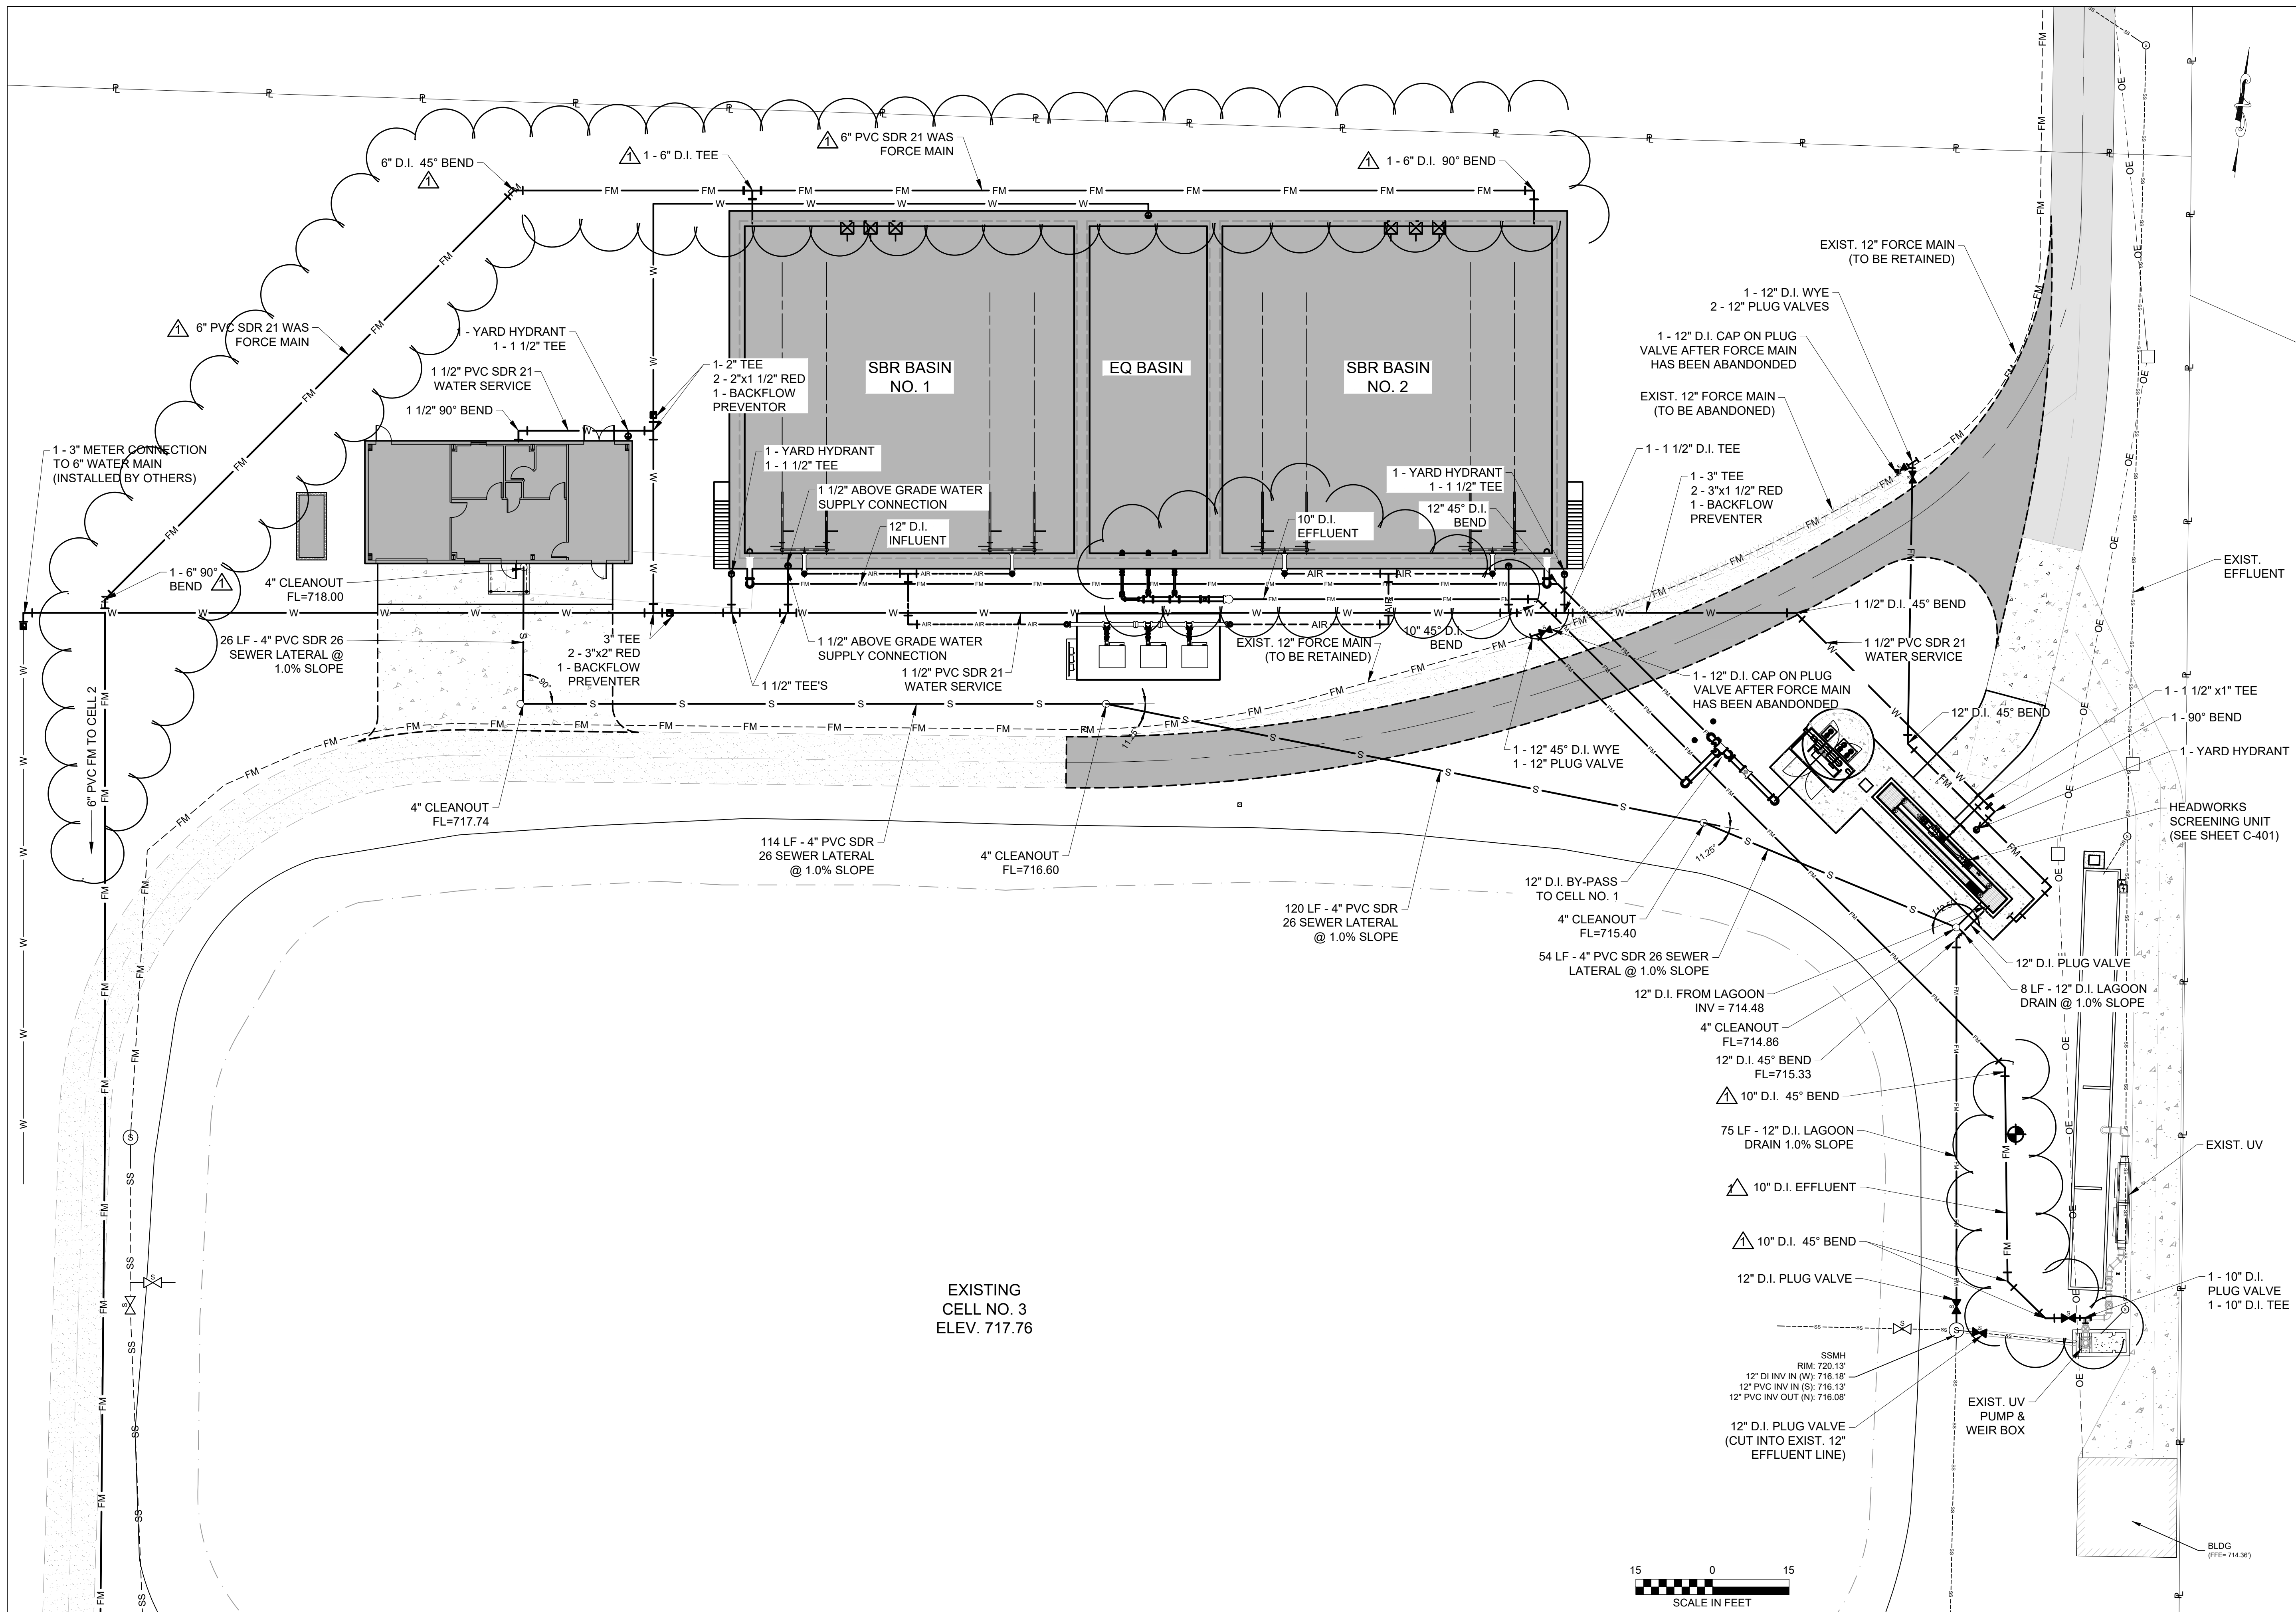 6" PVC SDR 21 WAS
FORCE MAIN
1
1 - 6" D.I. TEE
1
1 - 6" D.I. 90° BEND
1
6" D.I. 45° BEND
1
EXIST. 12" FORCE MAIN
(TO BE RETAINED)
1 - 12" D.I. WYE
2 - 12" PLUG VALVES
1 - 12" D.I. CAP ON PLUG
VALVE AFTER FORCE MAIN
HAS BEEN ABANDONDED
EXIST. 12" FORCE MAIN
(TO BE ABANDONED)
1 - 1 1/2" D.I. TEE
1 - 3" TEE
2 - 3"x1 1/2" RED
1 - BACKFLOW
PREVENTER
1
6" PVC SDR 21 WAS
FORCE MAIN
1 - YARD HYDRANT
1 - 1 1/2" TEE
1 1/2" PVC SDR 21
WATER SERVICE
1 1/2" 90° BEND
1- 2" TEE
2 - 2"x1 1/2" RED
1 - BACKFLOW
PREVENTOR
SBR BASIN
NO. 1
EQ BASIN
SBR BASIN
NO. 2
1 - 3" METER CONNECTION
TO 6" WATER MAIN
(INSTALLED BY OTHERS)
1 - YARD HYDRANT
1 - 1 1/2" TEE
1 1/2" ABOVE GRADE WATER
SUPPLY CONNECTION
12" D.I.
INFLUENT
1 - YARD HYDRANT
1 - 1 1/2" TEE
12" 45° D.I.
BEND
10" D.I.
EFFLUENT
EXIST.
EFFLUENT
1 - 6" 90°
BEND
1
4" CLEANOUT
FL=718.00
26 LF - 4" PVC SDR 26
SEWER LATERAL @
1.0% SLOPE
3" TEE
2 - 3"x2" RED
1 - BACKFLOW
PREVENTER
1 1/2" ABOVE GRADE WATER
SUPPLY CONNECTION
1 1/2" PVC SDR 21
WATER SERVICE
1 1/2" TEE'S
10" 45° D.I.
BEND
EXIST. 12" FORCE MAIN
(TO BE RETAINED)
1 1/2" D.I. 45° BEND
1 1/2" PVC SDR 21
WATER SERVICE
1 - 12" D.I. CAP ON PLUG
VALVE AFTER FORCE MAIN
HAS BEEN ABANDONDED
1 - 1 1/2" x1" TEE
1 - 90° BEND
1 - YARD HYDRANT
12" D.I. 45° BEND
1 - 12" 45° D.I. WYE
1 - 12" PLUG VALVE
HEADWORKS
SCREENING UNIT
(SEE SHEET C-401)
6" PVC FM TO CELL 2
90°
11.25°
11.25°
112.50°
4" CLEANOUT
FL=717.74
114 LF - 4" PVC SDR
26 SEWER LATERAL
@ 1.0% SLOPE
4" CLEANOUT
FL=716.60
120 LF - 4" PVC SDR
26 SEWER LATERAL
@ 1.0% SLOPE
12" D.I. BY-PASS
TO CELL NO. 1
4" CLEANOUT
FL=715.40
54 LF - 4" PVC SDR 26 SEWER
LATERAL @ 1.0% SLOPE
12" D.I. PLUG VALVE
8 LF - 12" D.I. LAGOON
DRAIN @ 1.0% SLOPE
12" D.I. FROM LAGOON
INV = 714.48
4" CLEANOUT
FL=714.86
12" D.I. 45° BEND
FL=715.33
1
10" D.I. 45° BEND
75 LF - 12" D.I. LAGOON
DRAIN 1.0% SLOPE
EXIST. UV
1
10" D.I. EFFLUENT
1
10" D.I. 45° BEND
12" D.I. PLUG VALVE
1 - 10" D.I.
PLUG VALVE
1 - 10" D.I. TEE
EXISTING
CELL NO. 3
ELEV. 717.76
SSMH
RIM: 720.13'
12" DI INV IN (W): 716.18'
12" PVC INV IN (S): 716.13'
12" PVC INV OUT (N): 716.08'
EXIST. UV
PUMP &
WEIR BOX
12" D.I. PLUG VALVE
(CUT INTO EXIST. 12"
EFFLUENT LINE)
BLDG
(FFE= 714.36')
15 0 15
SCALE IN FEET